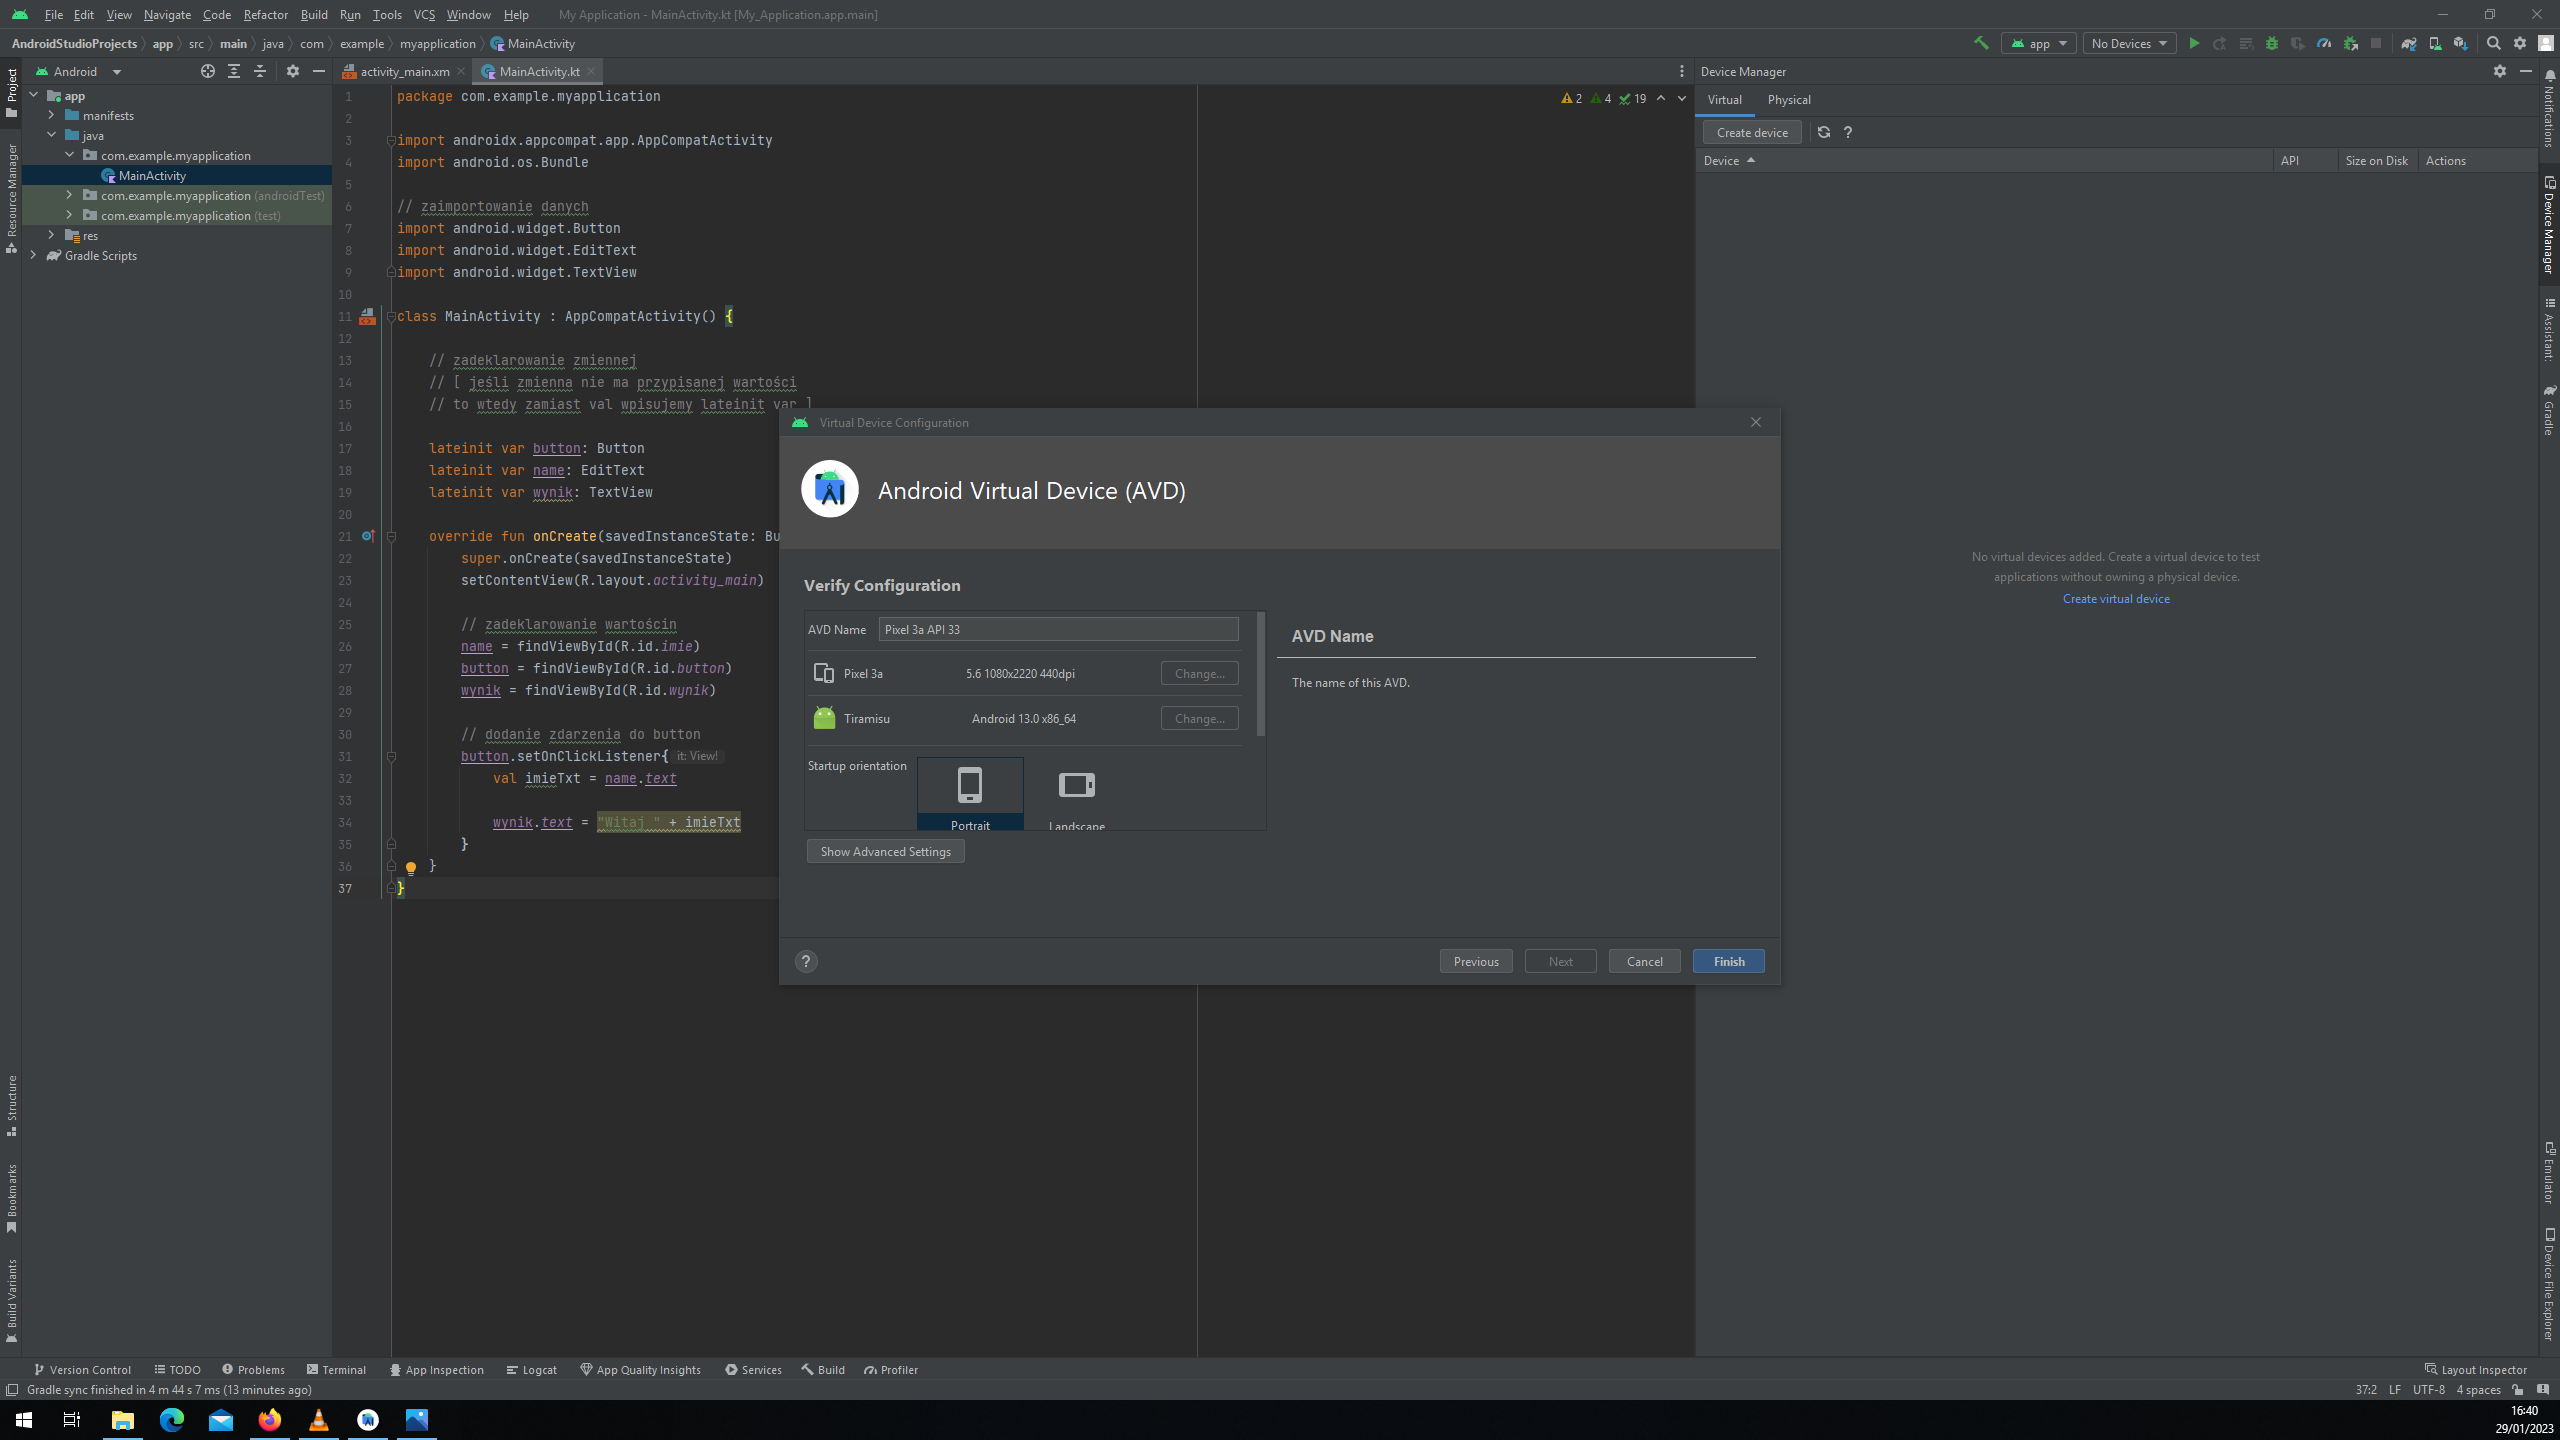 File Edit View Navigate Code Refactor Build Run Tools VCS Window Help My Application - MainActivity.kt [My_Application.app.main]
AndroidStudioProjects app src main java com example myapplication MainActivity
app No Devices
Project
Resource Manager
Structure
Bookmarks
Build Variants
Android
app
manifests
java
com.example.myapplication
MainActivity
com.example.myapplication (androidTest)
com.example.myapplication (test)
res
Gradle Scripts
activity_main.xm MainActivity.kt
2 4 19
1 package com.example.myapplication
2
3 import androidx.appcompat.app.AppCompatActivity
4 import android.os.Bundle
5
6 // zaimportowanie danych
7 import android.widget.Button
8 import android.widget.EditText
9 import android.widget.TextView
10
11 class MainActivity : AppCompatActivity() {
12
13 // zadeklarowanie zmiennej
14 // [ jeśli zmienna nie ma przypisanej wartości
15 // to wtedy zamiast val wpisujemy lateinit var ]
16
17 lateinit var button: Button
18 lateinit var name: EditText
19 lateinit var wynik: TextView
20
21 override fun onCreate(savedInstanceState: Bu
22 super.onCreate(savedInstanceState)
23 setContentView(R.layout.activity_main)
24
25 // zadeklarowanie wartościn
26 name = findViewById(R.id.imie)
27 button = findViewById(R.id.button)
28 wynik = findViewById(R.id.wynik)
29
30 // dodanie zdarzenia do button
31 button.setOnClickListener{ it: View!
32 val imieTxt = name.text
33
34 wynik.text = "Witaj " + imieTxt
35 }
36 }
37 }
Virtual Device Configuration
Android Virtual Device (AVD)
Verify Configuration
AVD Name Pixel 3a API 33
Pixel 3a 5.6 1080x2220 440dpi Change...
Tiramisu Android 13.0 x86_64 Change...
Startup orientation
Portrait Landscape
Show Advanced Settings
AVD Name
The name of this AVD.
? Previous Next Cancel Finish
Device Manager
Virtual Physical
Create device ?
Device API Size on Disk Actions
No virtual devices added. Create a virtual device to test
applications without owning a physical device.
Create virtual device
Notifications
Device Manager
Assistant:
Gradle
Emulator
Device File Explorer
Version Control TODO Problems Terminal App Inspection Logcat App Quality Insights Services Build Profiler Layout Inspector
Gradle sync finished in 4 m 44 s 7 ms (13 minutes ago) 37:2 LF UTF-8 4 spaces
16:40
29/01/2023